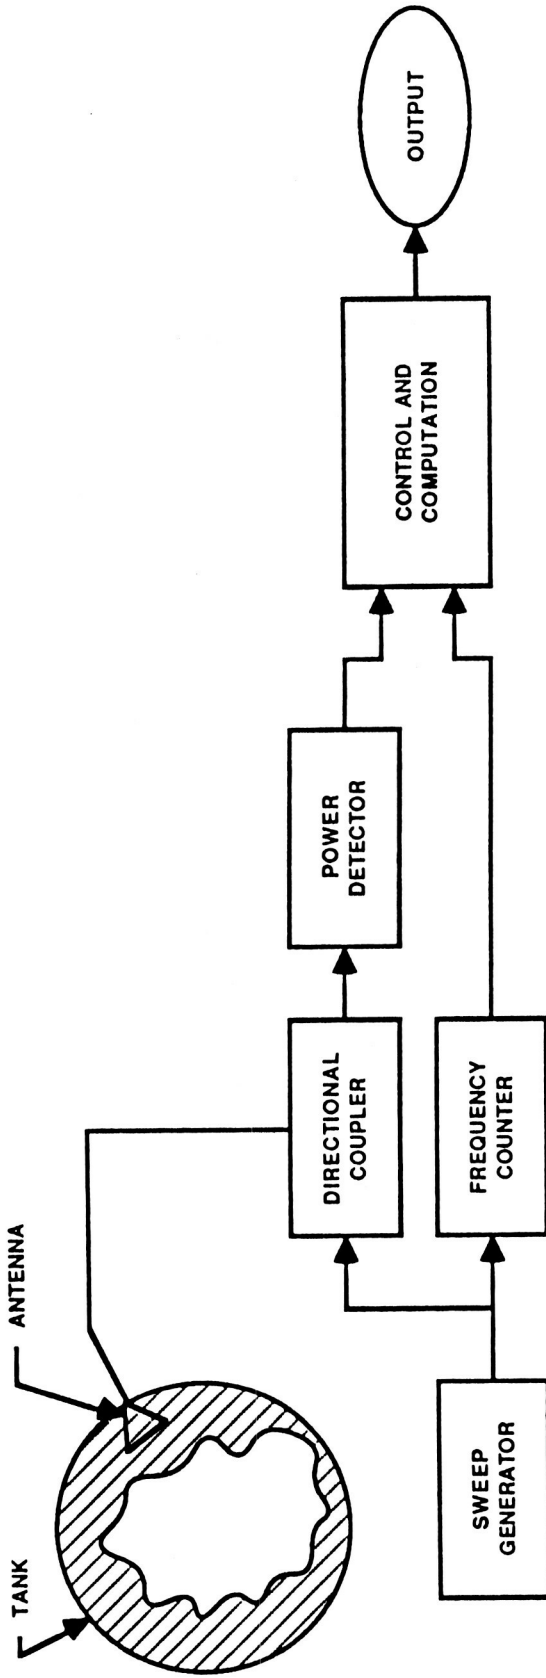 TANK
ANTENNA
SWEEP
GENERATOR
DIRECTIONAL
COUPLER
FREQUENCY
COUNTER
POWER
DETECTOR
CONTROL AND
COMPUTATION
OUTPUT